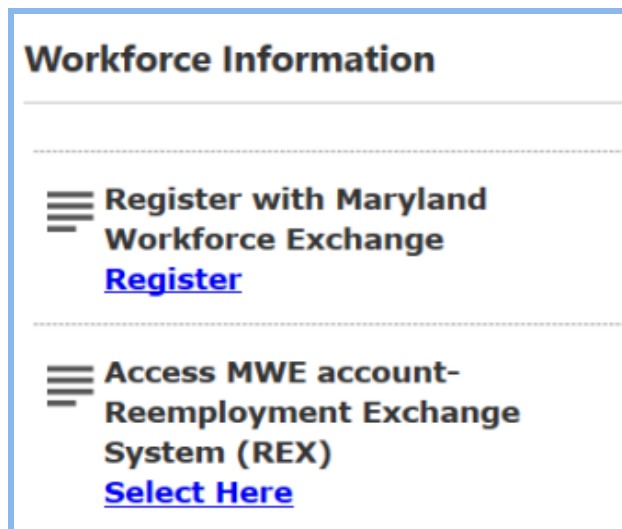 Workforce Information
Register with Maryland
Workforce Exchange
Register
Access MWE account-
Reemployment Exchange
System (REX)
Select Here